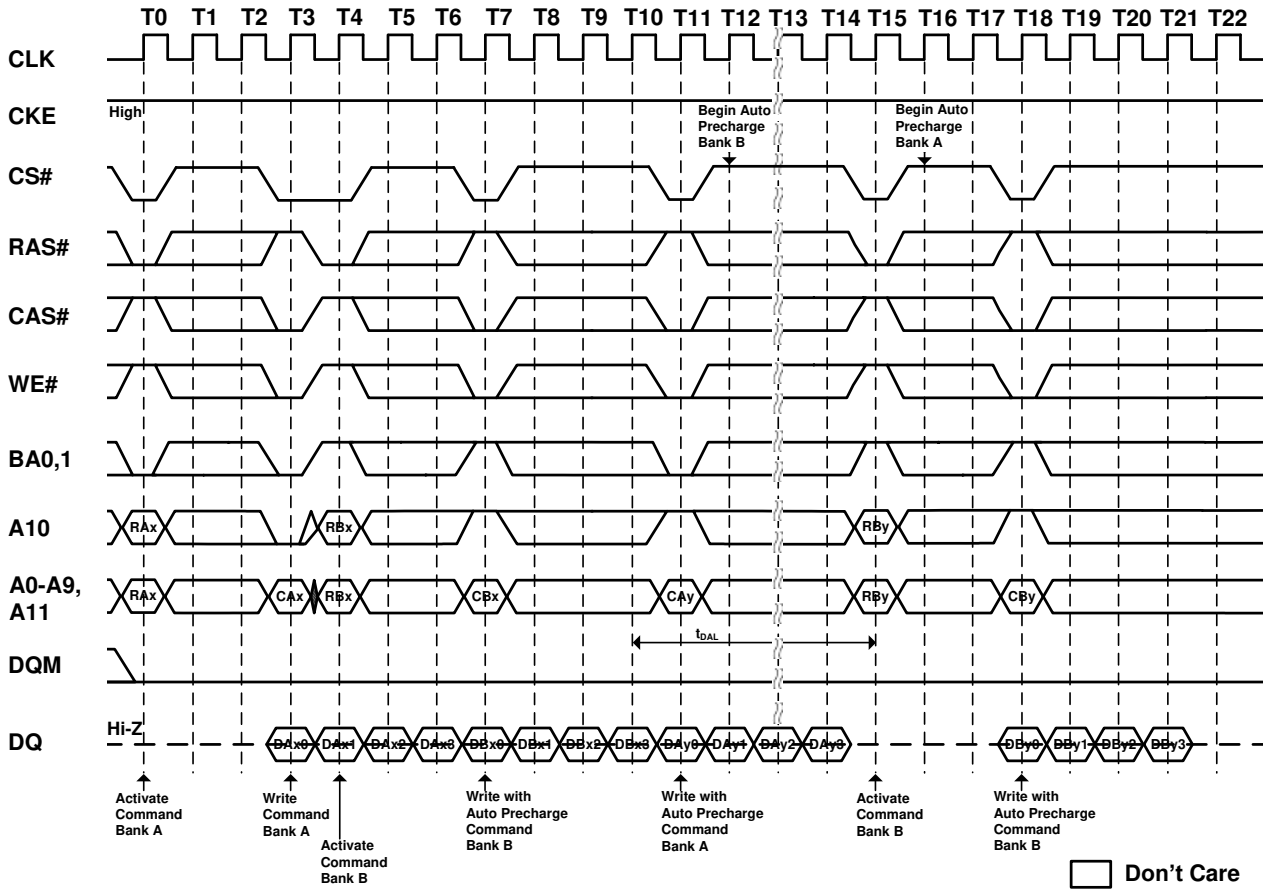 T0 T1 T2 T3 T4 T5 T6 T7 T8 T9 T10 T11 T12 T13 T14 T15 T16 T17 T18 T19 T20 T21 T22
CLK
CKE
High
Begin Auto
Precharge
Bank B
Begin Auto
Precharge
Bank A
CS#
RAS#
CAS#
WE#
BA0,1
A10
RAx RBx RBy
A0-A9,
A11
RAx CAx RBx CBx CAy RBy CBy
tDAL
DQM
DQ
Hi-Z
DAx0 DAx1 DAx2 DAx3 DBx0 DBx1 DBx2 DBx3 DAy0 DAy1 DAy2 DAy3 DBy0 DBy1 DBy2 DBy3
Activate
Command
Bank A
Write
Command
Bank A
Activate
Command
Bank B
Write with
Auto Precharge
Command
Bank B
Write with
Auto Precharge
Command
Bank A
Activate
Command
Bank B
Write with
Auto Precharge
Command
Bank B
Don't Care